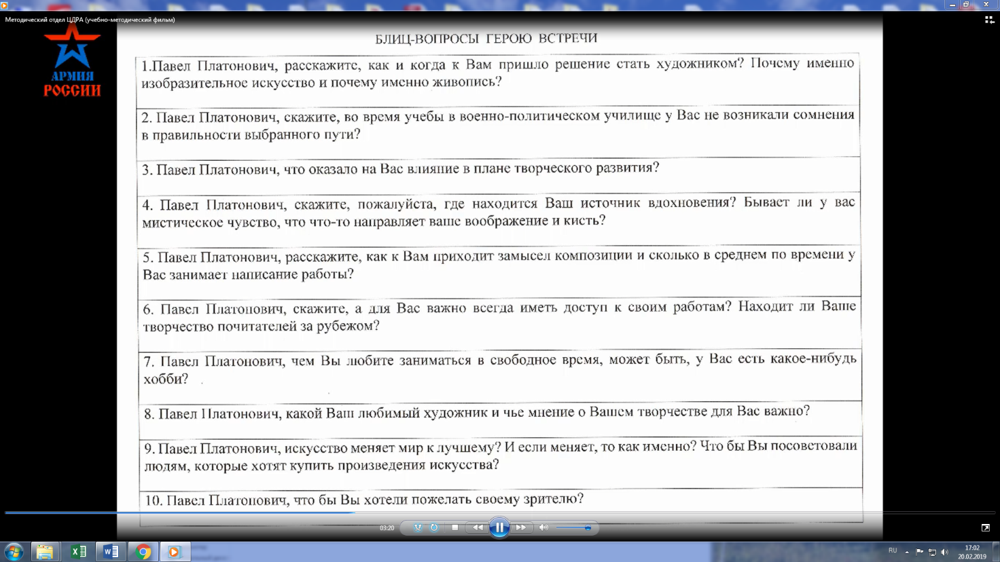 Методический отдел ЦДРА (учебно-методический фильм)
АРМИЯ
РОССИИ
БЛИЦ-ВОПРОСЫ ГЕРОЮ ВСТРЕЧИ
1.Павел Платонович, расскажите, как и когда к Вам пришло решение стать художником? Почему именно
изобразительное искусство и почему именно живопись?
2. Павел Платонович, скажите, во время учебы в военно-политическом училище у Вас не возникали сомнения
в правильности выбранного пути?
3. Павел Платонович, что оказало на Вас влияние в плане творческого развития?
4. Павел Платонович, скажите, пожалуйста, где находится Ваш источник вдохновения? Бывает ли у вас
мистическое чувство, что что-то направляет ваше воображение и кисть?
5. Павел Платонович, расскажите, как к Вам приходит замысел композиции и сколько в среднем по времени у
Вас занимает написание работы?
6. Павел Платонович, скажите, а для Вас важно всегда иметь доступ к своим работам? Находит ли Ваше
творчество почитателей за рубежом?
7. Павел Платонович, чем Вы любите заниматься в свободное время, может быть, у Вас есть какое-нибудь
хобби?
8. Павел Платонович, какой Ваш любимый художник и чье мнение о Вашем творчестве для Вас важно?
9. Павел Платонович, искусство меняет мир к лучшему? И если меняет, то как именно? Что бы Вы посоветовали
людям, которые хотят купить произведения искусства?
10. Павел Платонович, что бы Вы хотели пожелать своему зрителю?
03:20
RU
17:02
20.02.2019